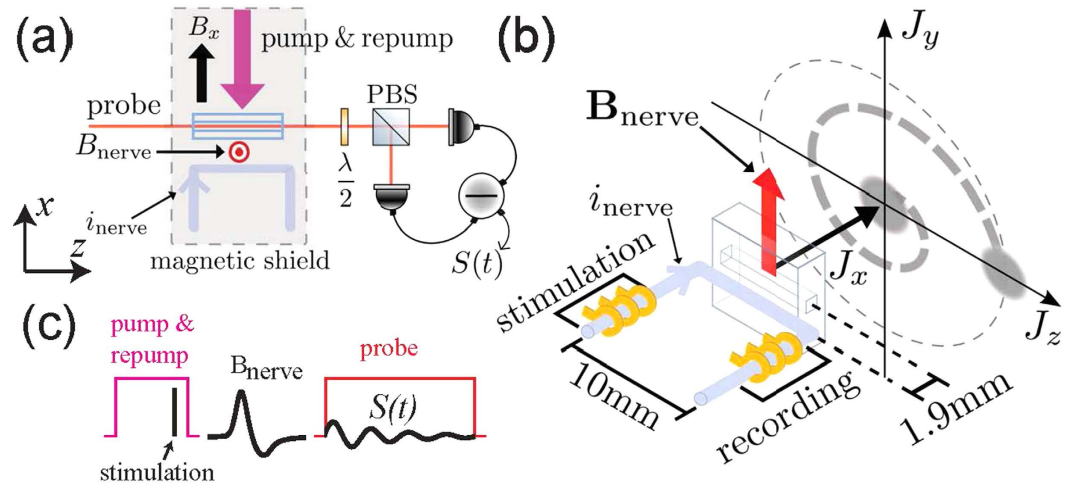 (a)
B_x
pump & repump
probe
PBS
B_nerve
λ/2
i_nerve
x
z
magnetic shield
S(t)
(b)
J_y
B_nerve
i_nerve
stimulation
J_x
J_z
10mm
recording
1.9mm
(c)
pump &
repump
B_nerve
probe
S(t)
stimulation